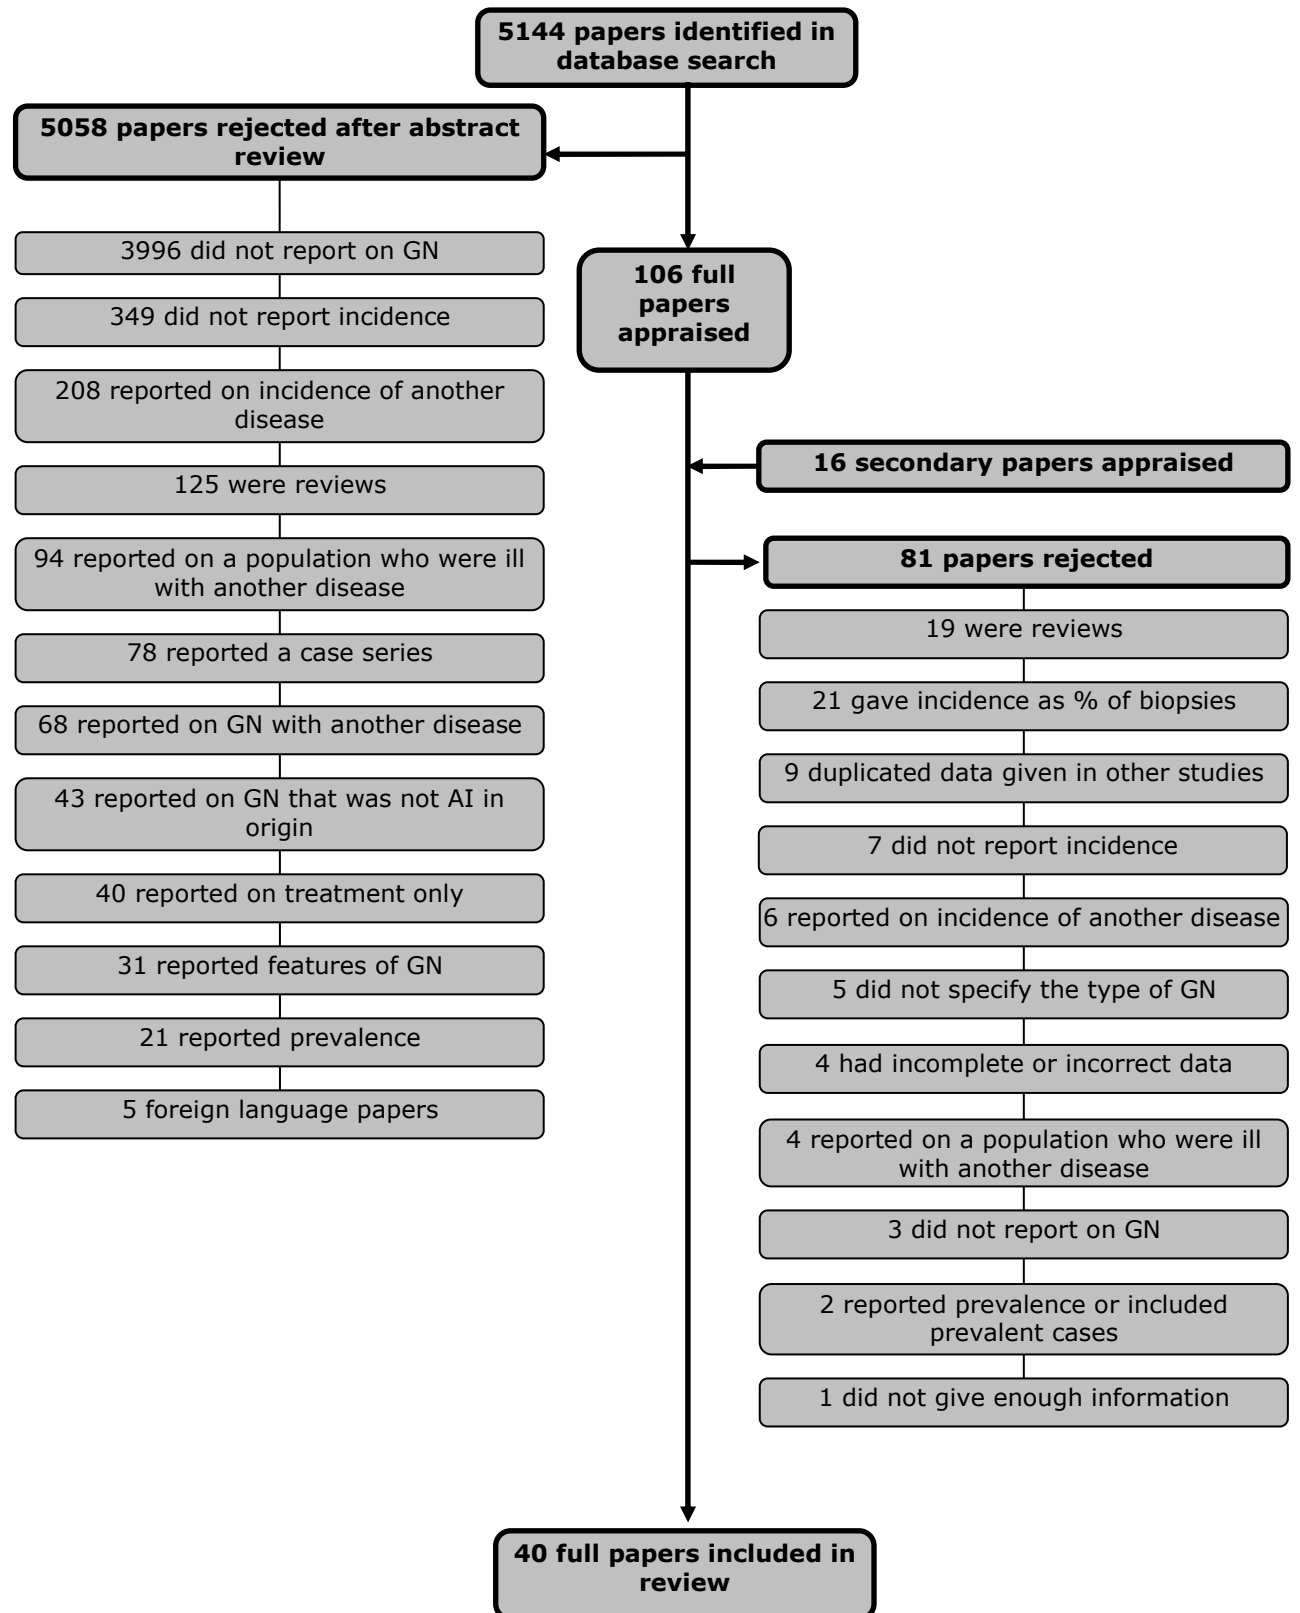 5144 papers identified in
database search
5058 papers rejected after abstract
review
3996 did not report on GN
349 did not report incidence
208 reported on incidence of another
disease
125 were reviews
94 reported on a population who were ill
with another disease
78 reported a case series
68 reported on GN with another disease
43 reported on GN that was not AI in
origin
40 reported on treatment only
31 reported features of GN
21 reported prevalence
5 foreign language papers
106 full
papers
appraised
16 secondary papers appraised
81 papers rejected
19 were reviews
21 gave incidence as % of biopsies
9 duplicated data given in other studies
7 did not report incidence
6 reported on incidence of another disease
5 did not specify the type of GN
4 had incomplete or incorrect data
4 reported on a population who were ill
with another disease
3 did not report on GN
2 reported prevalence or included
prevalent cases
1 did not give enough information
40 full papers included in
review